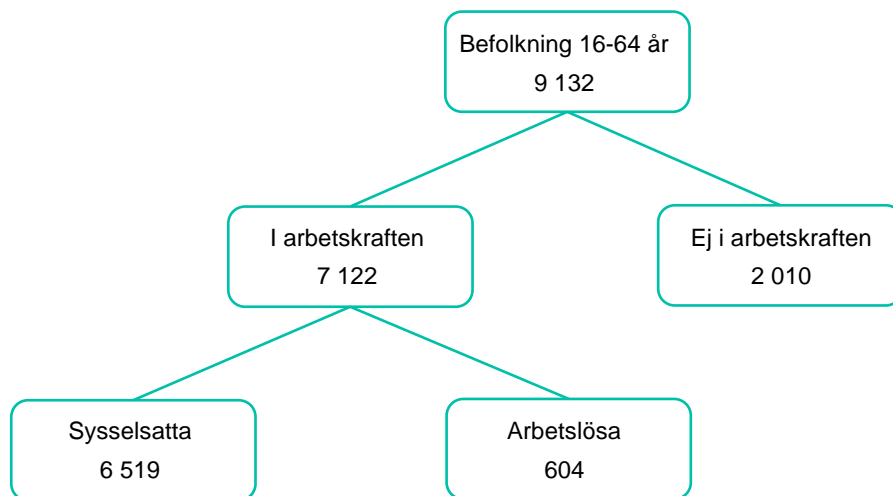 Befolkning 16-64 år
9 132
I arbetskraften
7 122
Ej i arbetskraften
2 010
Sysselsatta
6 519
Arbetslösa
604